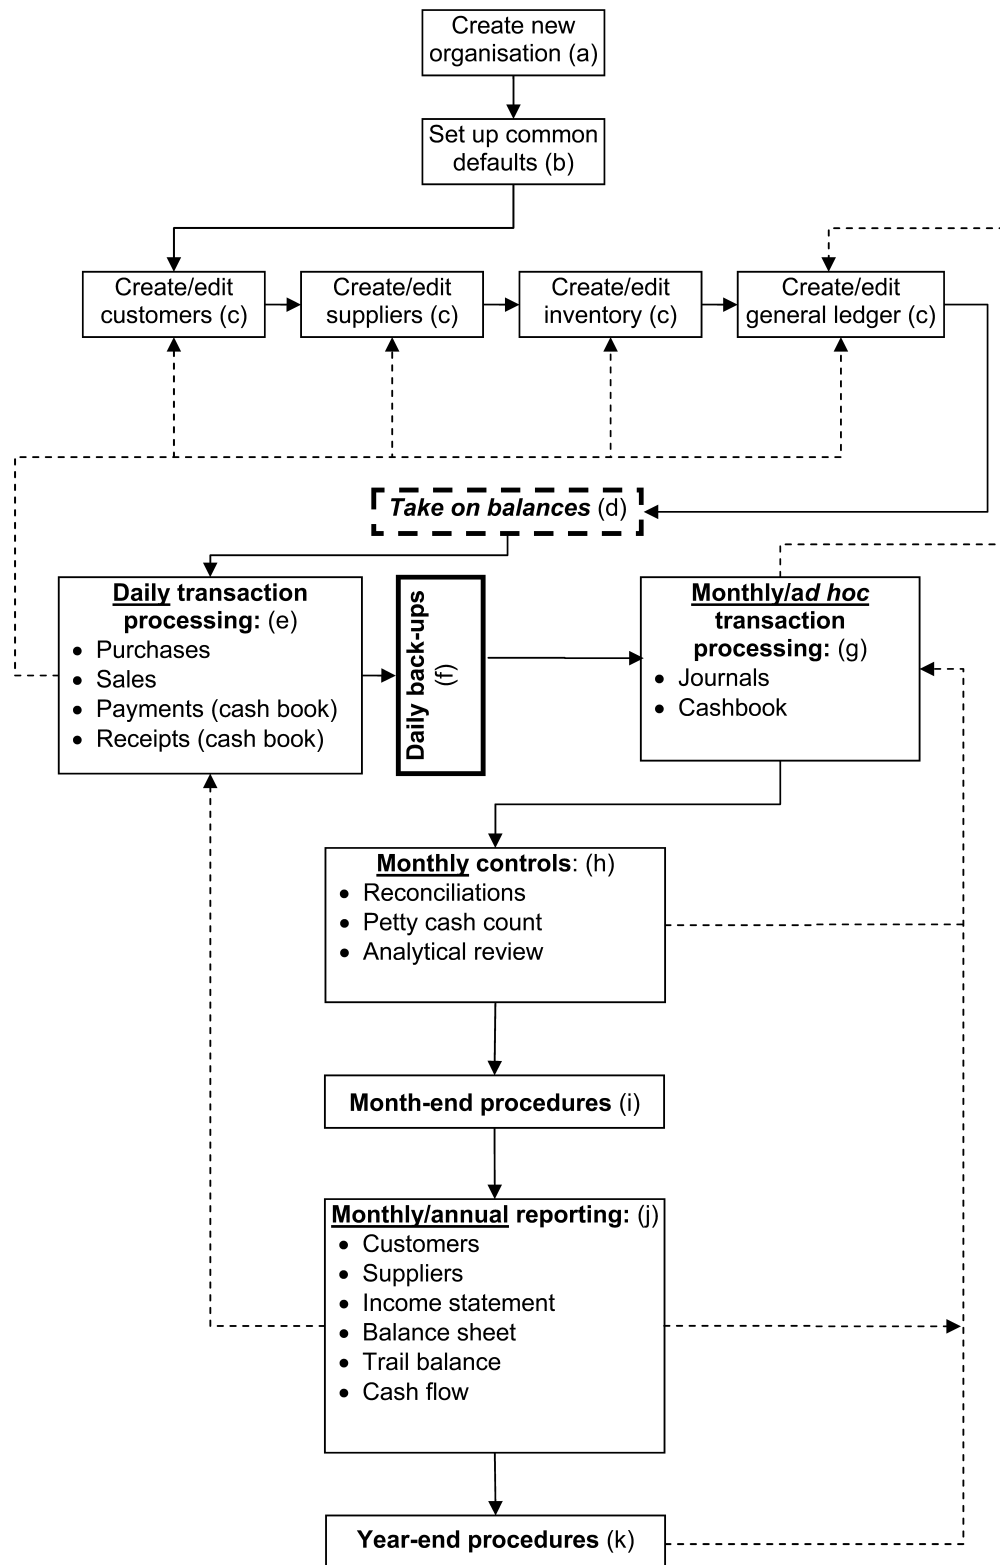 Create new
organisation (a)
Set up common
defaults (b)
Create/edit
customers (c)
Create/edit
suppliers (c)
Create/edit
inventory (c)
Create/edit
general ledger (c)
Take on balances (d)
Daily transaction
processing: (e)
• Purchases
• Sales
• Payments (cash book)
• Receipts (cash book)
Daily back-ups
(f)
Monthly/ad hoc
transaction
processing: (g)
• Journals
• Cashbook
Monthly controls: (h)
• Reconciliations
• Petty cash count
• Analytical review
Month-end procedures (i)
Monthly/annual reporting: (j)
• Customers
• Suppliers
• Income statement
• Balance sheet
• Trail balance
• Cash flow
Year-end procedures (k)